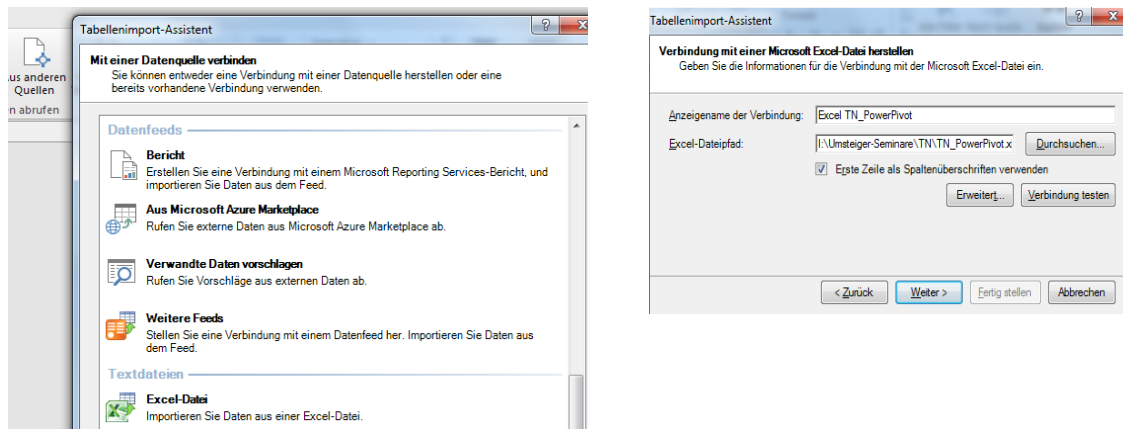 Tabellenimport-Assistent
us anderen
Quellen
n abrufen
Mit einer Datenquelle verbinden
Sie können entweder eine Verbindung mit einer Datenquelle herstellen oder eine
bereits vorhandene Verbindung verwenden.
Datenfeeds
Bericht
Erstellen Sie eine Verbindung mit einem Microsoft Reporting Services-Bericht, und
importieren Sie Daten aus dem Feed.
Aus Microsoft Azure Marketplace
Rufen Sie externe Daten aus Microsoft Azure Marketplace ab.
Verwandte Daten vorschlagen
Rufen Sie Vorschläge aus externen Daten ab.
Weitere Feeds
Stellen Sie eine Verbindung mit einem Datenfeed her. Importieren Sie Daten aus
dem Feed.
Textdateien
Excel-Datei
Importieren Sie Daten aus einer Excel-Datei.
Tabellenimport-Assistent
Verbindung mit einer Microsoft Excel-Datei herstellen
Geben Sie die Informationen für die Verbindung mit der Microsoft Excel-Datei ein.
Anzeigename der Verbindung: Excel TN_PowerPivot
Excel-Dateipfad: I:\Umsteiger-Seminare\TN\TN_PowerPivot.x Durchsuchen...
Erste Zeile als Spaltenüberschriften verwenden
Erweitert... Verbindung testen
< Zurück Weiter > Fertig stellen Abbrechen